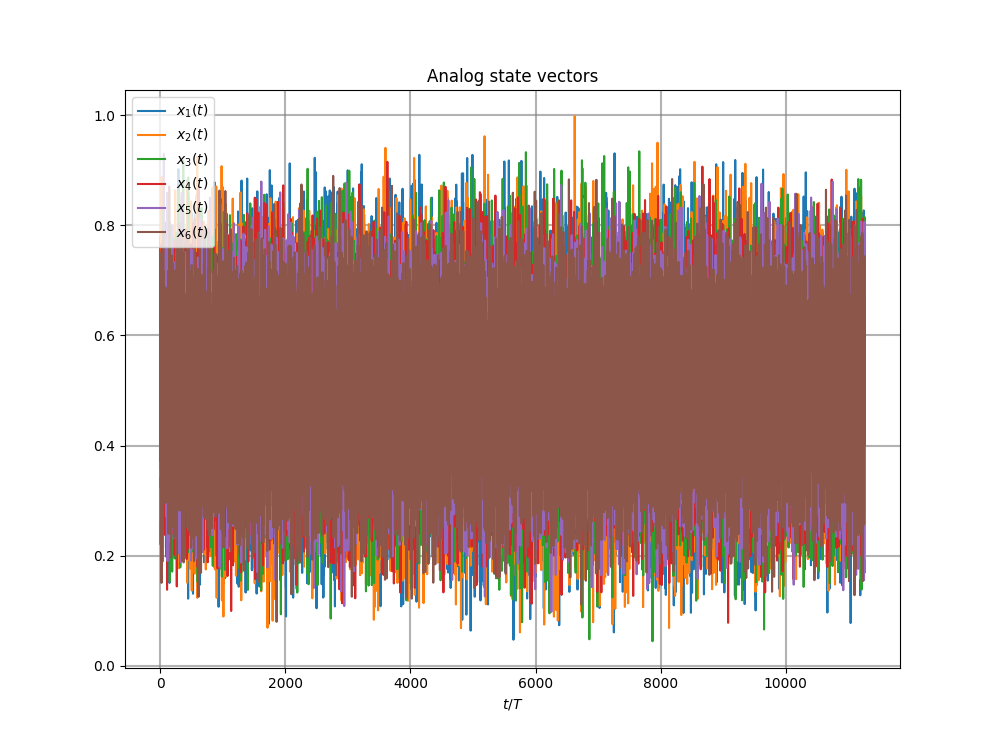 Analog state vectors
1.0
0.8
0.6
0.4
0.2
0.0
x₁(t)
x₂(t)
x₃(t)
x₄(t)
x₅(t)
x₆(t)
0 2000 4000 6000 8000 10000
t/T